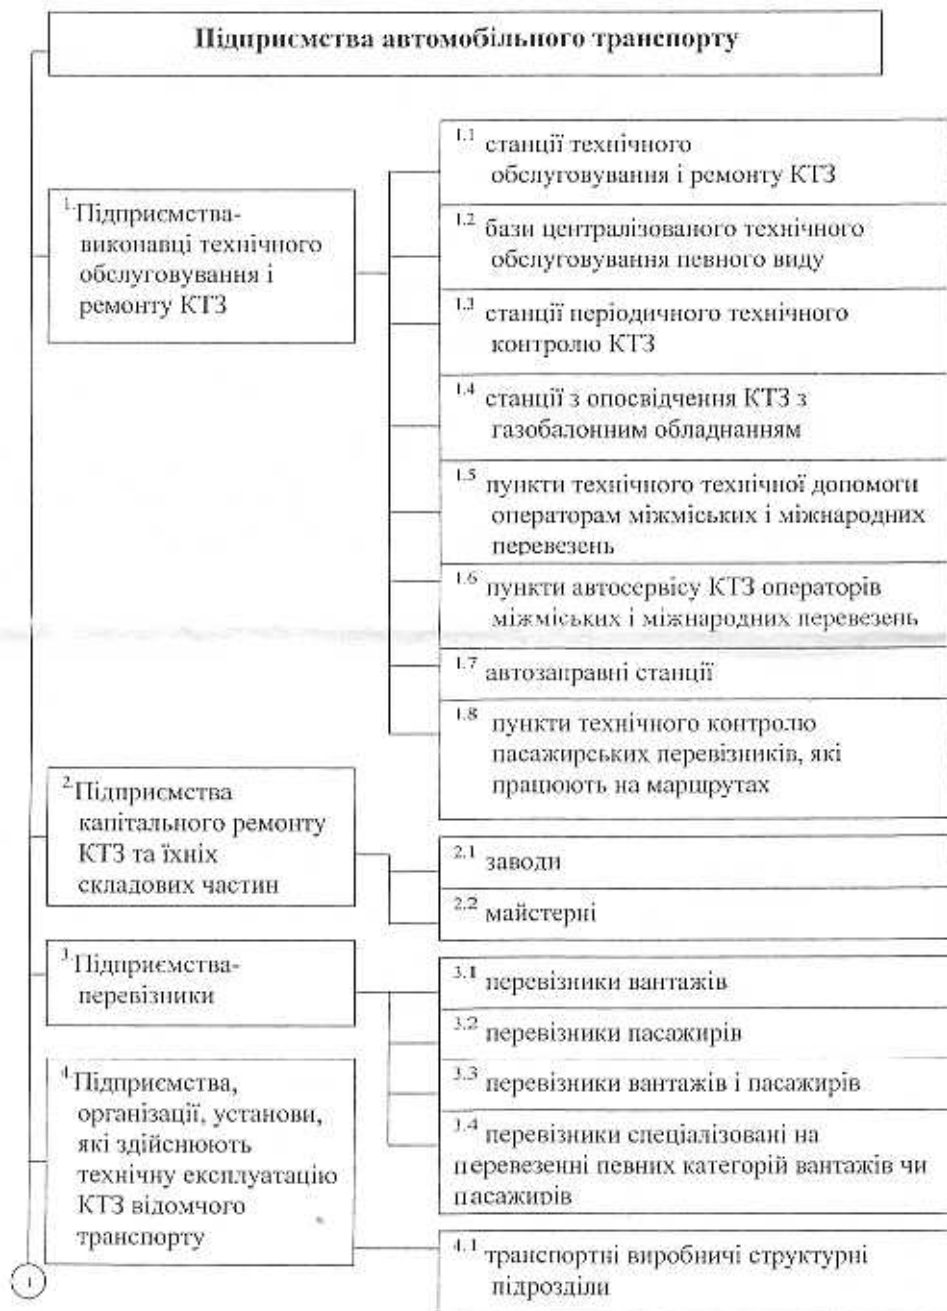 Підприємства автомобільного транспорту
1. Підприємства-
виконавці технічного
обслуговування і
ремонту КТЗ
1.1 станції технічного
обслуговування і ремонту КТЗ
1.2 бази централізованого технічного
обслуговування певного виду
1.3 станції періодичного технічного
контролю КТЗ
1.4 станції з опосвідчення КТЗ з
газобалонним обладнанням
1.5 пункти технічного технічної допомоги
операторам міжміських і міжнародних
перевезень
1.6 пункти автосервісу КТЗ операторів
міжміських і міжнародних перевезень
1.7 автозаправні станції
1.8 пункти технічного контролю
пасажирських перевізників, які
працюють на маршрутах
2. Підприємства
капітального ремонту
КТЗ та їхніх
складових частин
2.1 заводи
2.2 майстерні
3. Підприємства-
перевізники
3.1 перевізники вантажів
3.2 перевізники пасажирів
3.3 перевізники вантажів і пасажирів
3.4 перевізники спеціалізовані на
перевезенні певних категорій вантажів чи
пасажирів
4. Підприємства,
організації, установи,
які здійснюють
технічну експлуатацію
КТЗ відомчого
транспорту
4.1 транспортні виробничі структурні
підрозділи
1